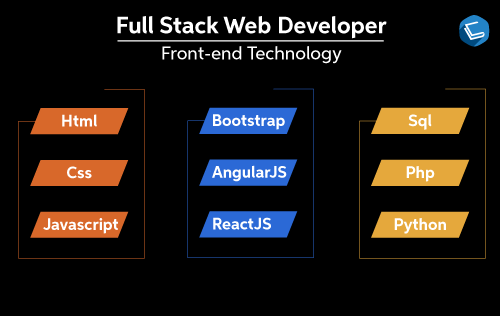 Full Stack Web Developer
Front-end Technology
Html
Css
Javascript
Bootstrap
AngularJS
ReactJS
Sql
Php
Python